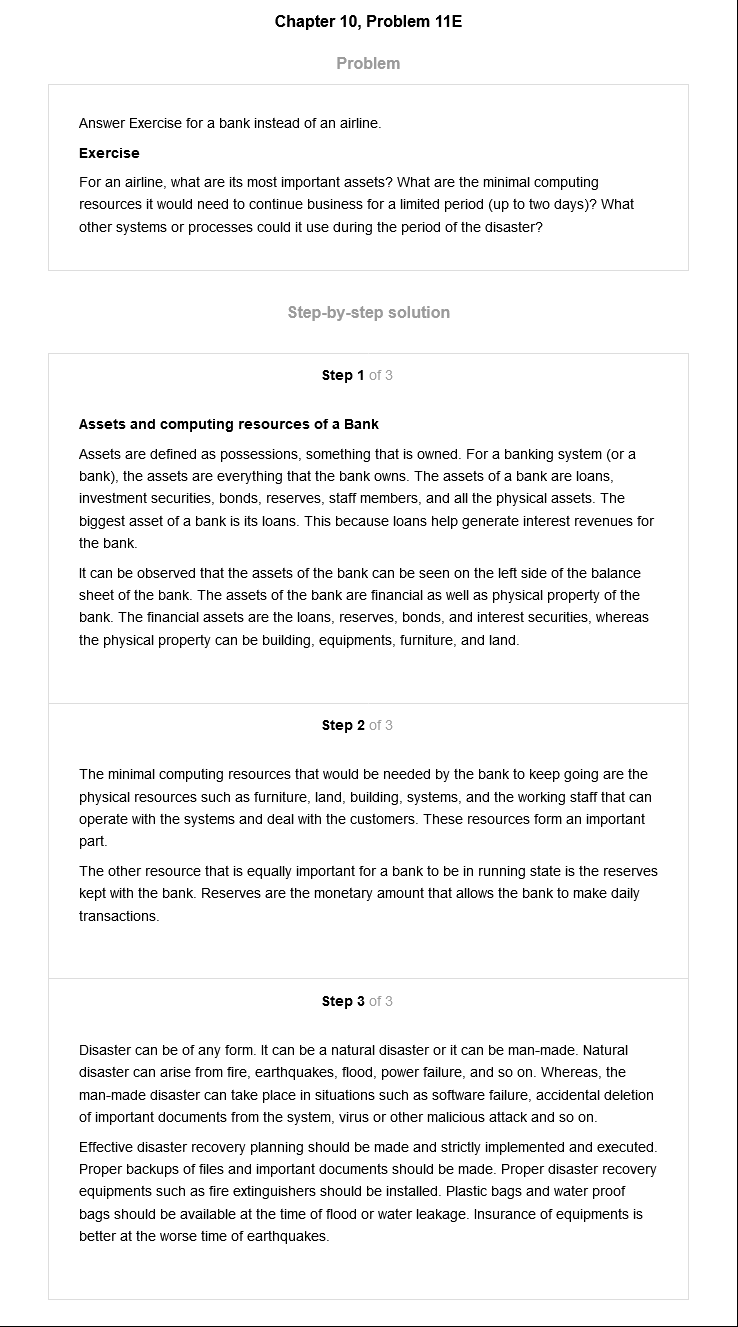 Chapter 10, Problem 11E
Problem
Answer Exercise for a bank instead of an airline.
Exercise
For an airline, what are its most important assets? What are the minimal computing
resources it would need to continue business for a limited period (up to two days)? What
other systems or processes could it use during the period of the disaster?
Step-by-step solution
Step 1 of 3
Assets and computing resources of a Bank
Assets are defined as possessions, something that is owned. For a banking system (or a
bank), the assets are everything that the bank owns. The assets of a bank are loans,
investment securities, bonds, reserves, staff members, and all the physical assets. The
biggest asset of a bank is its loans. This because loans help generate interest revenues for
the bank.
It can be observed that the assets of the bank can be seen on the left side of the balance
sheet of the bank. The assets of the bank are financial as well as physical property of the
bank. The financial assets are the loans, reserves, bonds, and interest securities, whereas
the physical property can be building, equipments, furniture, and land.
Step 2 of 3
The minimal computing resources that would be needed by the bank to keep going are the
physical resources such as furniture, land, building, systems, and the working staff that can
operate with the systems and deal with the customers. These resources form an important
part.
The other resource that is equally important for a bank to be in running state is the reserves
kept with the bank. Reserves are the monetary amount that allows the bank to make daily
transactions.
Step 3 of 3
Disaster can be of any form. It can be a natural disaster or it can be man-made. Natural
disaster can arise from fire, earthquakes, flood, power failure, and so on. Whereas, the
man-made disaster can take place in situations such as software failure, accidental deletion
of important documents from the system, virus or other malicious attack and so on.
Effective disaster recovery planning should be made and strictly implemented and executed.
Proper backups of files and important documents should be made. Proper disaster recovery
equipments such as fire extinguishers should be installed. Plastic bags and water proof
bags should be available at the time of flood or water leakage. Insurance of equipments is
better at the worse time of earthquakes.